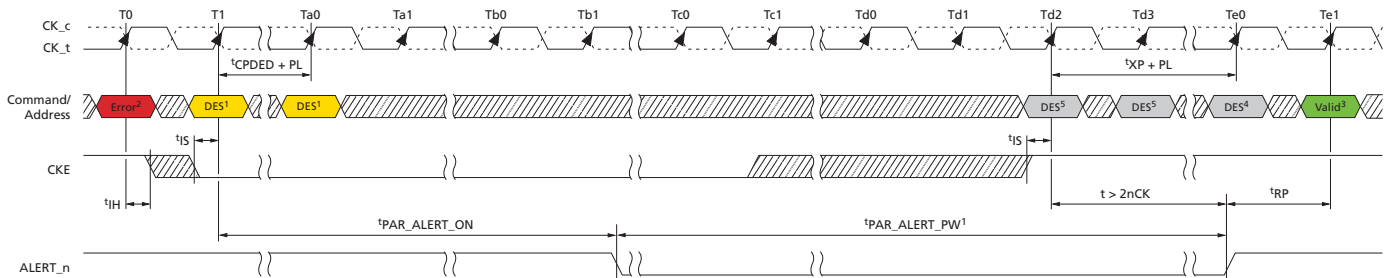 T0 T1 Ta0 Ta1 Tb0 Tb1 Tc0 Tc1 Td0 Td1 Td2 Td3 Te0 Te1
CK_c
CK_t
tCPDED + PL
tXP + PL
Command/
Address
Error2
DES1
DES1
DES5
DES5
DES4
Valid3
tIS
tIS
CKE
tIH
t > 2nCK
tRP
tPAR_ALERT_ON
tPAR_ALERT_PW1
ALERT_n